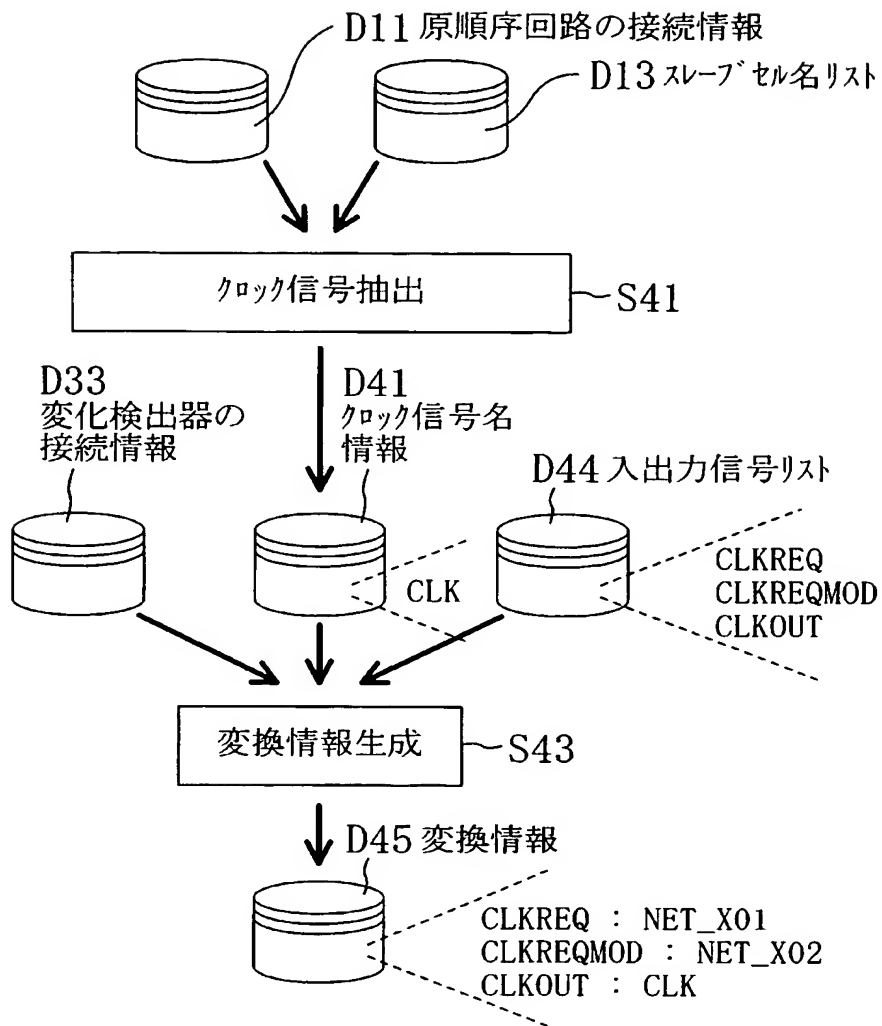 D11 原順序回路の接続情報
D13 ｽﾚｰﾌﾞｾﾙ名ﾘｽﾄ
ｸﾛｯｸ信号抽出
S41
D33
変化検出器の
接続情報
D41
ｸﾛｯｸ信号名
情報
D44 入出力信号ﾘｽﾄ
CLK
CLKREQ
CLKREQMOD
CLKOUT
変換情報生成
S43
D45 変換情報
CLKREQ : NET_X01
CLKREQMOD : NET_X02
CLKOUT : CLK